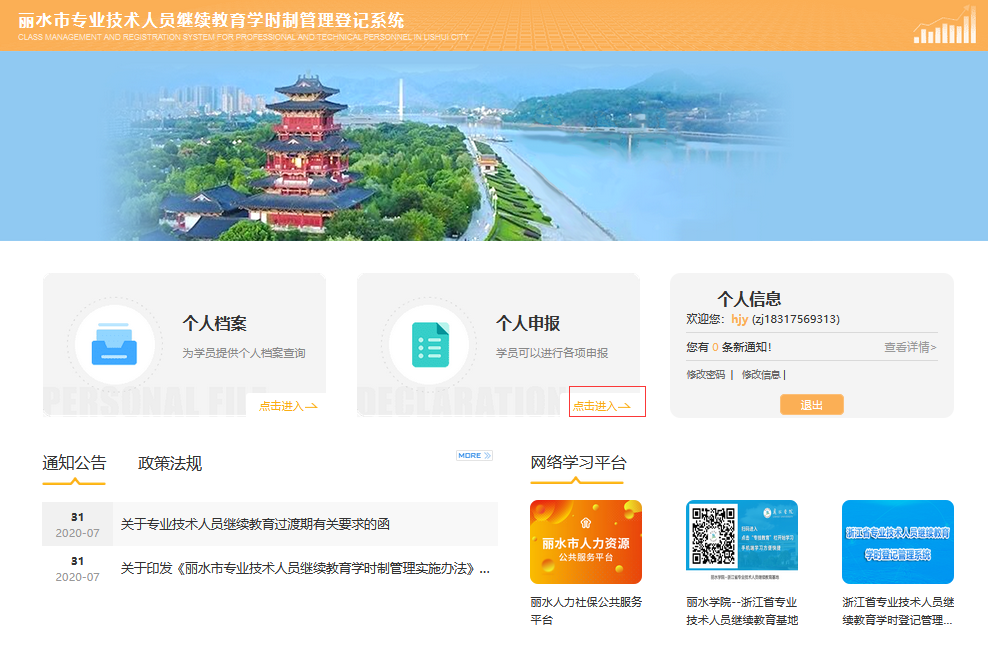 丽水市专业技术人员继续教育学时制管理登记系统
CLASS MANAGEMENT AND REGISTRATION SYSTEM FOR PROFESSIONAL AND TECHNICAL PERSONNEL IN LISHUI CITY
个人档案
为学员提供个人档案查询
PERSONAL FILE
点击进入
个人申报
学员可以进行各项申报
DECLARATION
点击进入
个人信息
欢迎您: hjy (zj18317569313)
您有 0 条新通知!
查看详情>
修改密码 | 修改信息 |
退出
通知公告
政策法规
MORE
31
2020-07
关于专业技术人员继续教育过渡期有关要求的函
31
2020-07
关于印发《丽水市专业技术人员继续教育学时制管理实施办法》...
网络学习平台
丽水市人力资源
公共服务平台
丽水人力社保公共服务
平台
丽水学院--浙江省专业
技术人员继续教育基地
浙江省专业技术人员继续教育
学时登记管理系统
浙江省专业技术人员继
续教育学时登记管理...